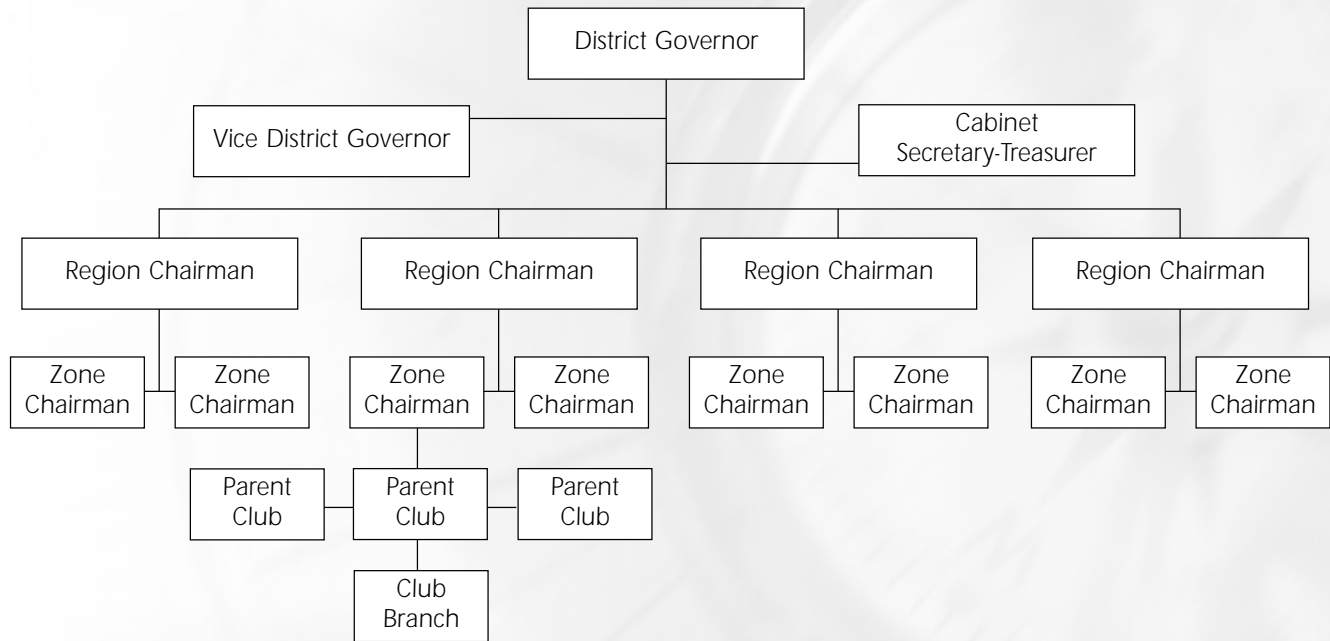 District Governor
Vice District Governor
Cabinet
Secretary-Treasurer
Region Chairman
Region Chairman
Region Chairman
Region Chairman
Zone
Chairman
Zone
Chairman
Zone
Chairman
Zone
Chairman
Zone
Chairman
Zone
Chairman
Zone
Chairman
Zone
Chairman
Parent
Club
Parent
Club
Parent
Club
Club
Branch